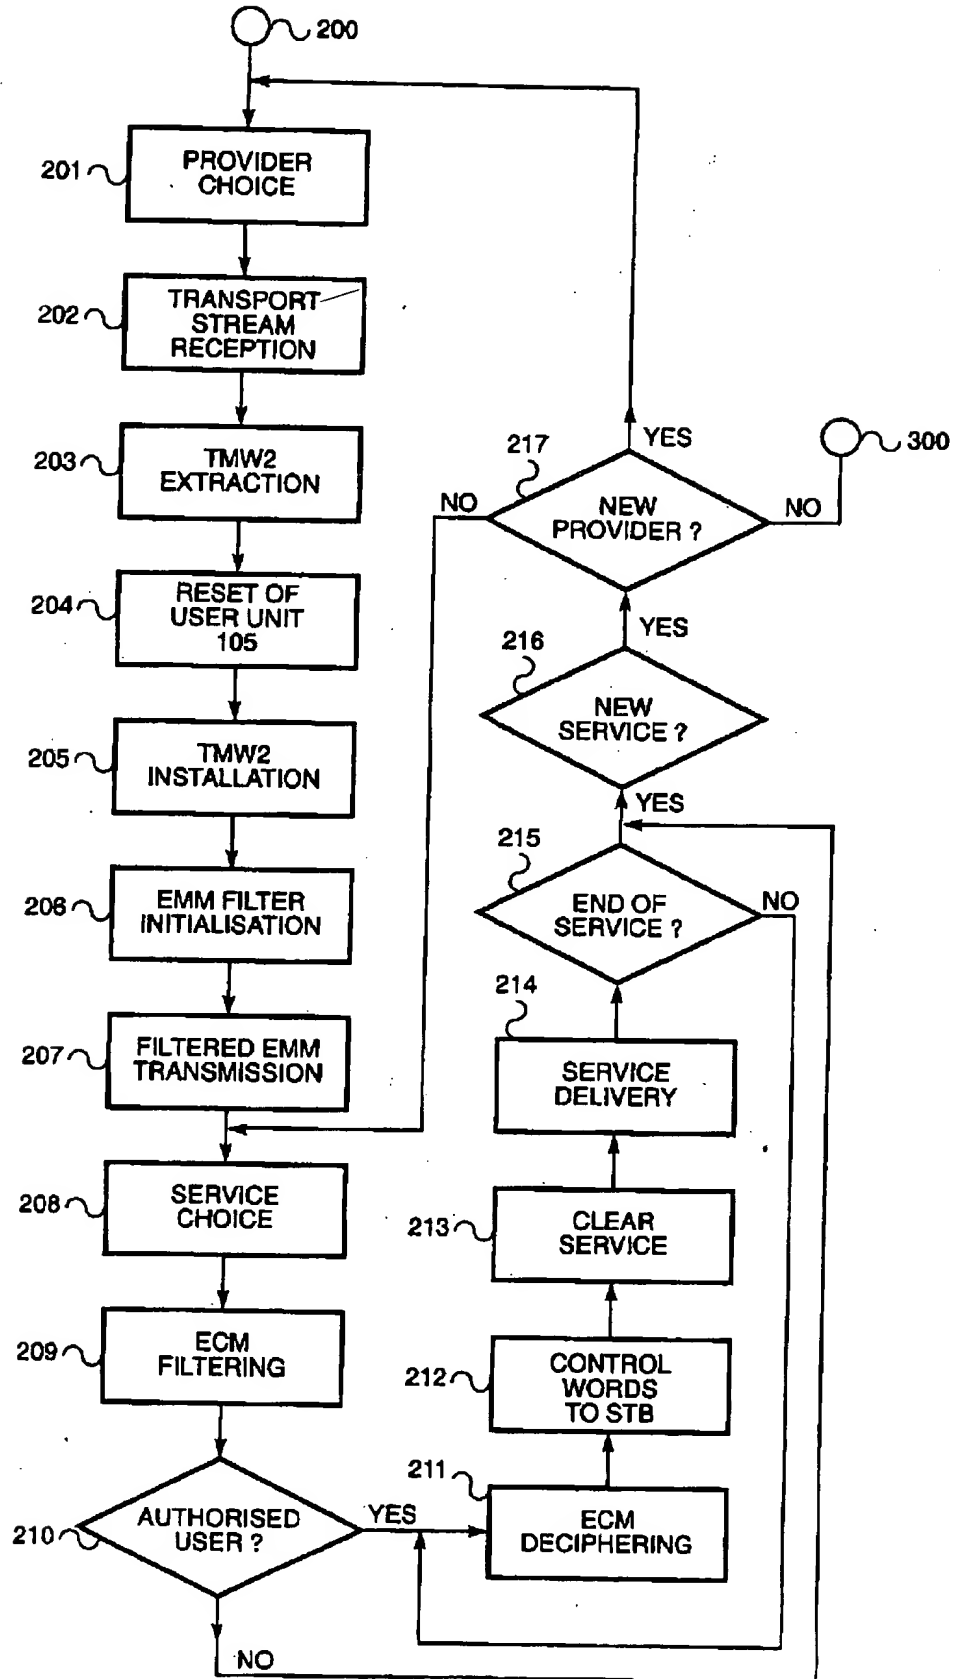 200
201
PROVIDER
CHOICE
202
TRANSPORT
STREAM
RECEPTION
203
TMW2
EXTRACTION
204
RESET OF
USER UNIT
105
205
TMW2
INSTALLATION
206
EMM FILTER
INITIALISATION
207
FILTERED EMM
TRANSMISSION
208
SERVICE
CHOICE
209
ECM
FILTERING
210
AUTHORISED
USER ?
YES
NO
211
ECM
DECIPHERING
212
CONTROL
WORDS
TO STB
213
CLEAR
SERVICE
214
SERVICE
DELIVERY
215
END OF
SERVICE ?
NO
YES
216
NEW
SERVICE ?
YES
217
NEW
PROVIDER ?
NO
YES
NO
300